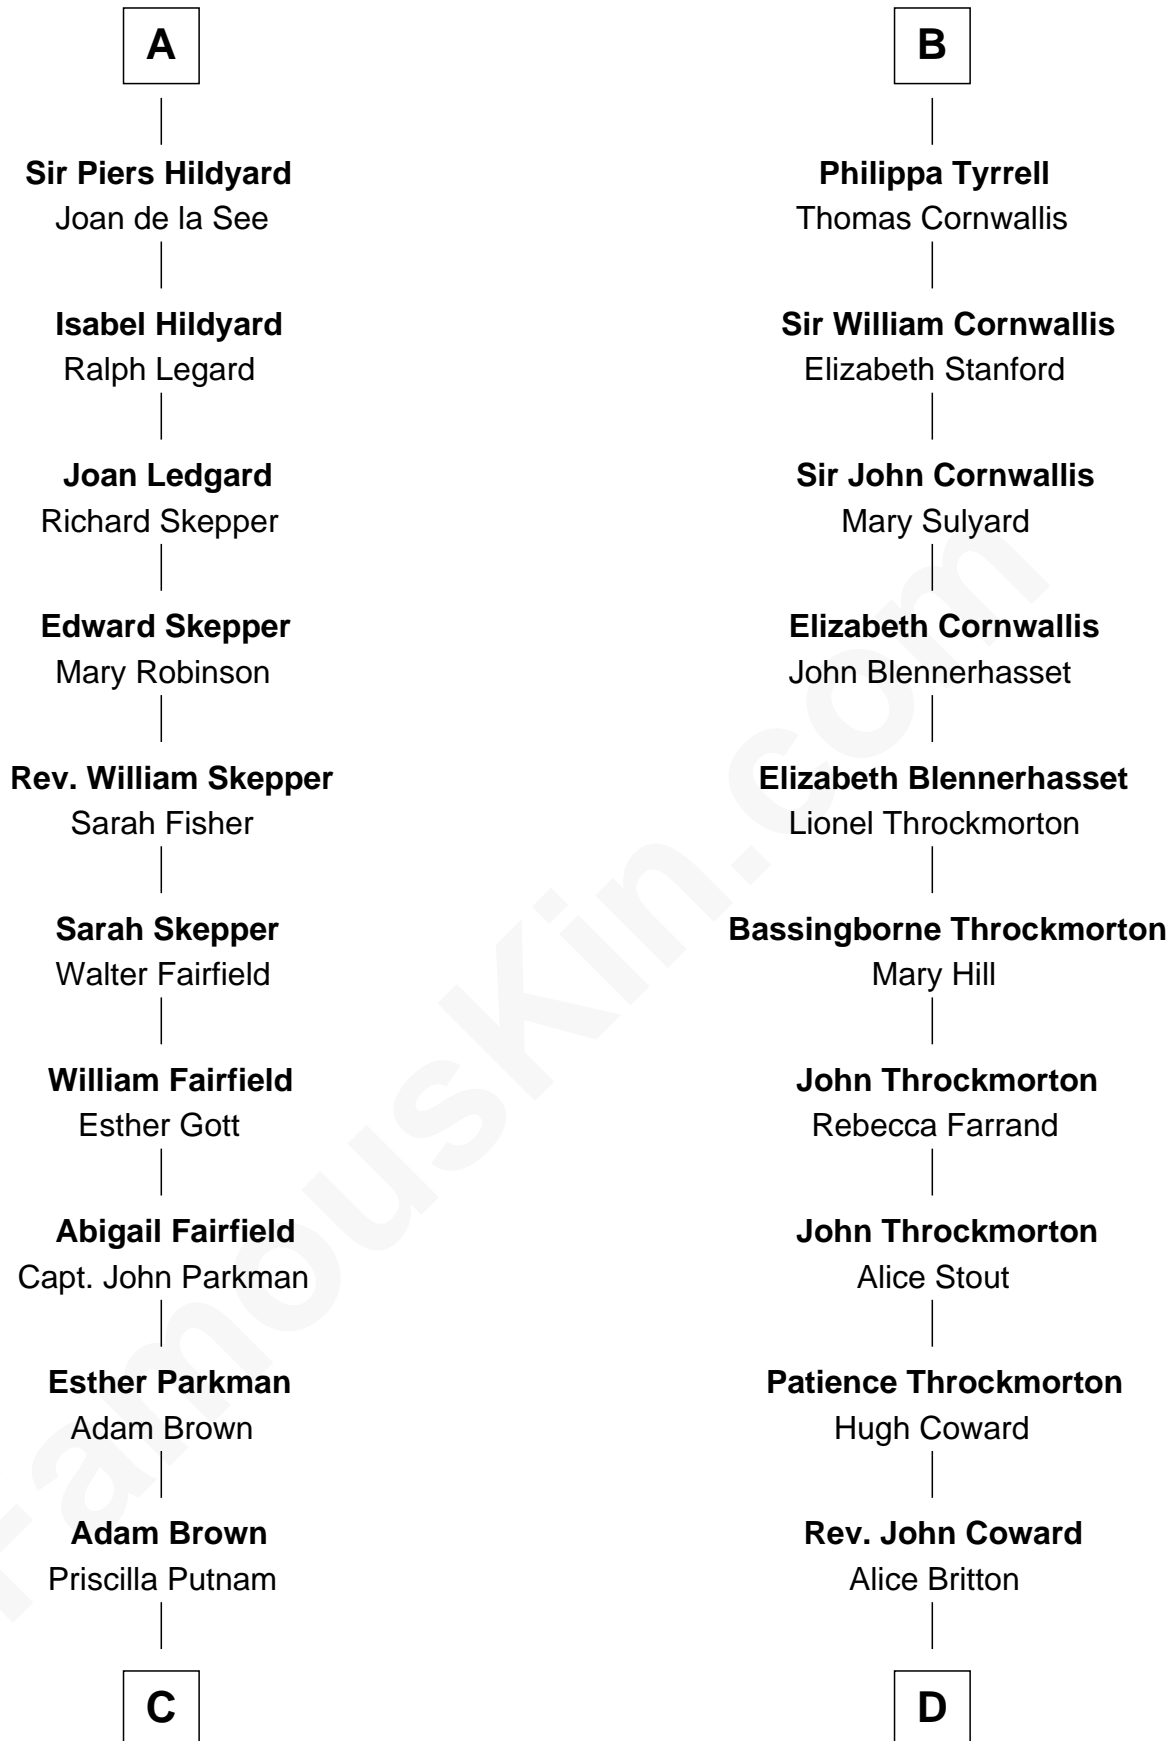 A
Sir Piers Hildyard
Joan de la See
Isabel Hildyard
Ralph Legard
Joan Ledgard
Richard Skepper
Edward Skepper
Mary Robinson
Rev. William Skepper
Sarah Fisher
Sarah Skepper
Walter Fairfield
William Fairfield
Esther Gott
Abigail Fairfield
Capt. John Parkman
Esther Parkman
Adam Brown
Adam Brown
Priscilla Putnam
C
B
Philippa Tyrrell
Thomas Cornwallis
Sir William Cornwallis
Elizabeth Stanford
Sir John Cornwallis
Mary Sulyard
Elizabeth Cornwallis
John Blennerhasset
Elizabeth Blennerhasset
Lionel Throckmorton
Bassingborne Throckmorton
Mary Hill
John Throckmorton
Rebecca Farrand
John Throckmorton
Alice Stout
Patience Throckmorton
Hugh Coward
Rev. John Coward
Alice Britton
D
FamousKin.com